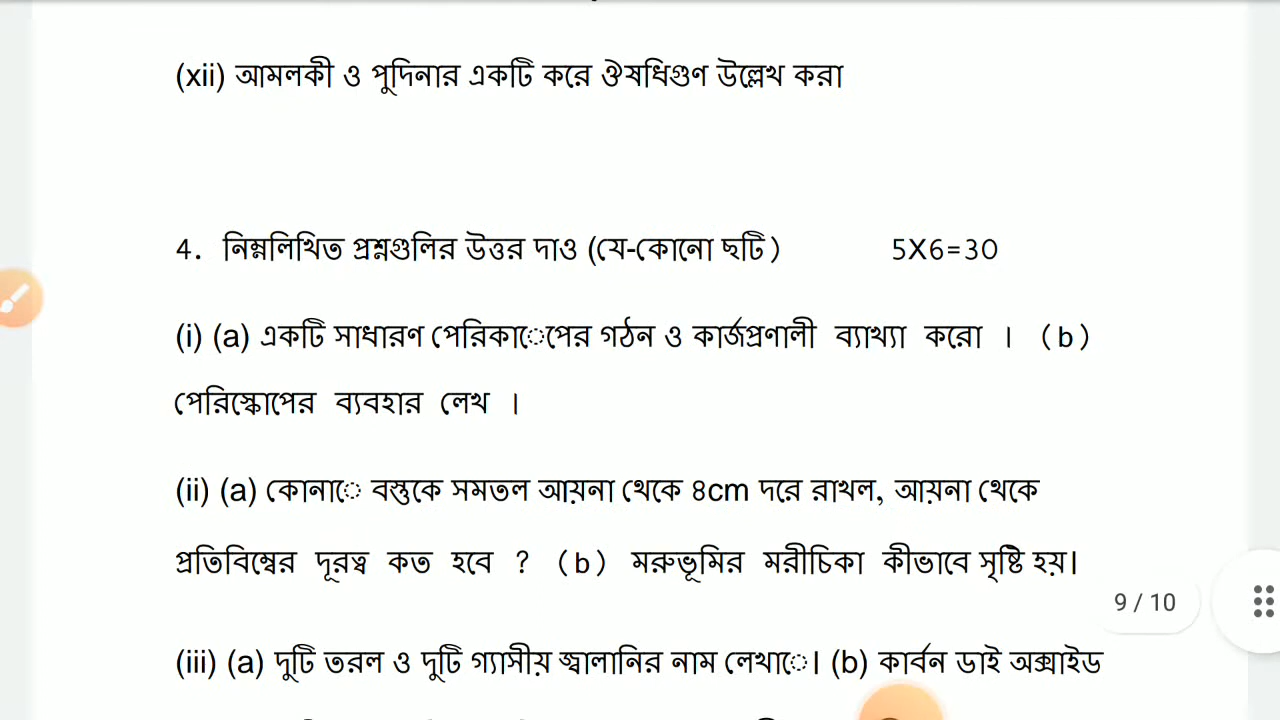 (xii) আমলকী ও পুদিনার একটি করে ঔষধিগুণ উল্লেখ করা
4. নিম্নলিখিত প্রশ্নগুলির উত্তর দাও (যে-কোনো ছটি) 5X6=30
(i) (a) একটি সাধারণ পেরিকােপের গঠন ও কার্জপ্রণালী ব্যাখ্যা করো । (b)
পেরিস্কোপের ব্যবহার লেখ ।
(ii) (a) কোনাে বস্তুকে সমতল আয়না থেকে ৪cm দরে রাখল, আয়না থেকে
প্রতিবিম্বের দূরত্ব কত হবে ? (b) মরুভূমির মরীচিকা কীভাবে সৃষ্টি হয়।
9 / 10
(iii) (a) দুটি তরল ও দুটি গ্যাসীয় জ্বালানির নাম লেখাে। (b) কার্বন ডাই অক্সাইড